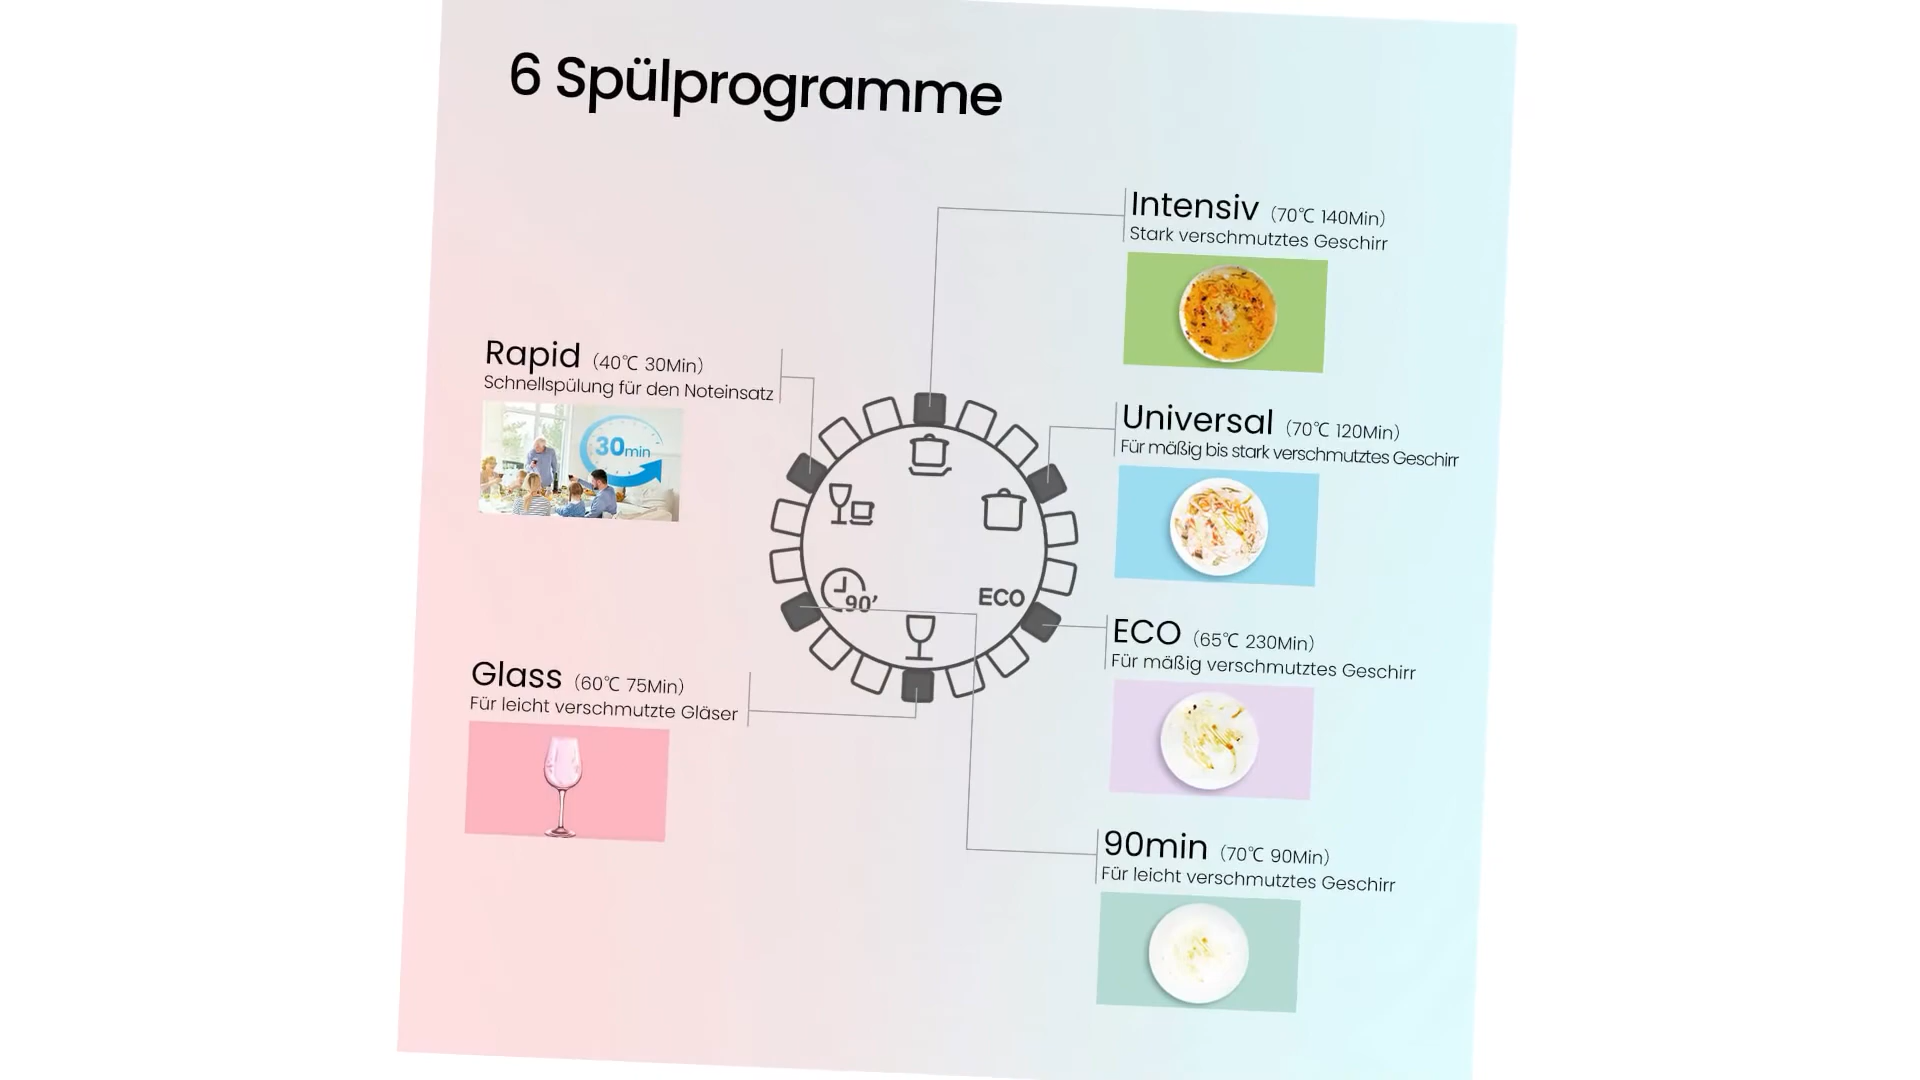 6 Spülprogramme
Intensiv (70℃ 140Min)
Stark verschmutztes Geschirr
Rapid (40℃ 30Min)
Schnellspülung für den Noteinsatz
30min
Universal (70℃ 120Min)
Für mäßig bis stark verschmutztes Geschirr
90’
ECO
ECO (65℃ 230Min)
Für mäßig verschmutztes Geschirr
Glass (60℃ 75Min)
Für leicht verschmutzte Gläser
90min (70℃ 90Min)
Für leicht verschmutztes Geschirr